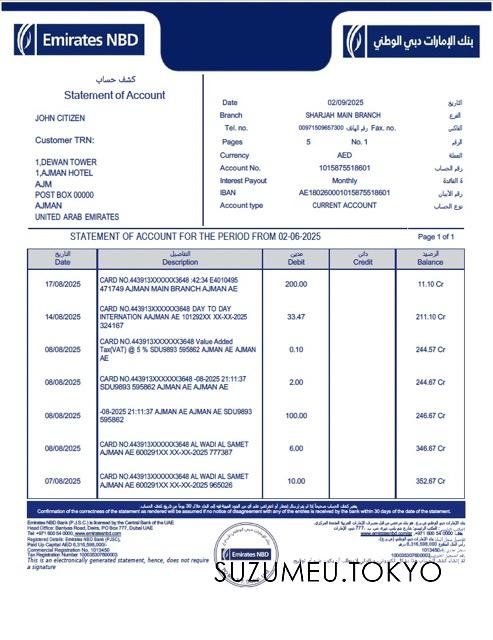 Emirates NBD
بنك الإمارات دبي الوطني
كشف حساب
Statement of Account
JOHN CITIZEN
Customer TRN:
1,DEWAN TOWER
1,AJMAN HOTEL
AJM
POST BOX 00000
AJMAN
UNITED ARAB EMIRATES
Date 02/09/2025 التاريخ
Branch SHARJAH MAIN BRANCH الفرع
Tel. no. 00971509657300 رقم الهاتف Fax. no. الفاكس
Pages 5 No. 1 الرقم
Currency AED العملة
Account No. 1015875518601 رقم الحساب
Interest Payout Monthly
IBAN AE180260001015875518601 رقم الآيبان
Account type CURRENT ACCOUNT نوع الحساب
STATEMENT OF ACCOUNT FOR THE PERIOD FROM 02-06-2025 Page 1 of 1
التاريخ التفاصيل مدين دائن الرصيد
Date Description Debit Credit Balance
17/08/2025 CARD NO.443913XXXXXX3648 :42:34 E4010495 200.00 11.10 Cr
471749 AJMAN MAIN BRANCH AJMAN AE
14/08/2025 CARD NO.443913XXXXXX3648 DAY TO DAY 33.47 211.10 Cr
INTERNATION AAJMAN AE 101292XX XX-XX-2025
324167
08/08/2025 CARD NO.443913XXXXXX3648 Value Added 0.10 244.57 Cr
Tax(VAT) @ 5 % SDU9893 595862 AJMAN AE AJMAN
AE
08/08/2025 CARD NO.443913XXXXXX3648 -08-2025 21:11:37 2.00 244.67 Cr
SDU9893 595862 AJMAN AE AJMAN AE
08/08/2025 -08-2025 21:11:37 AJMAN AE AJMAN AE SDU9893 100.00 246.67 Cr
595862
08/08/2025 CARD NO.443913XXXXXX3648 AL WADI AL SAMET 6.00 346.67 Cr
AJMAN AE 600291XX XX-XX-2025 777387
07/08/2025 CARD NO.443913XXXXXX3648 AL WADI AL SAMET 10.00 352.67 Cr
AJMAN AE 600291XX XX-XX-2025 965026
Confirmation of the correctness of the statement as rendered will be assumed if no notice of disagreement with any of the entries is received by the bank within 30 days of the date of the statement.
Emirates NBD Bank (P.J.S.C.) is licensed by the Central Bank of the UAE
Head Office: Baniyas Road, Deira, PO Box 777, Dubai, UAE
Tel: +971 600 54 0000, www.emiratesnbd.com
Registered Details: Emirates NBD Bank (PJSC),
Paid Up Capital AED 6,316,598,000/-
Commercial Registration No. 1013450
Tax Registration Number 100035307600003
This is an electronically generated statement, hence, does not require
a signature
Emirates NBD
SUZUMEU.TOKYO